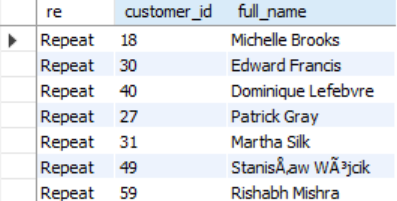 re customer_id full_name
Repeat 18 Michelle Brooks
Repeat 30 Edward Francis
Repeat 40 Dominique Lefebvre
Repeat 27 Patrick Gray
Repeat 31 Martha Silk
Repeat 49 StanisÅ‚aw WÃ³jcik
Repeat 59 Rishabh Mishra